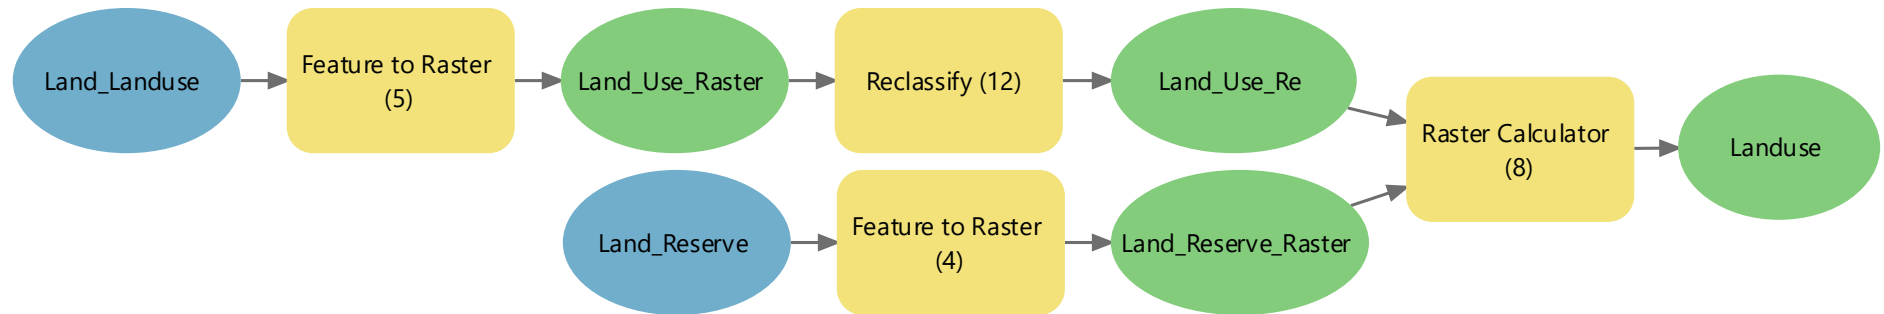 Land_Landuse
Feature to Raster
(5)
Land_Use_Raster
Reclassify (12)
Land_Use_Re
Raster Calculator
(8)
Landuse
Land_Reserve
Feature to Raster
(4)
Land_Reserve_Raster